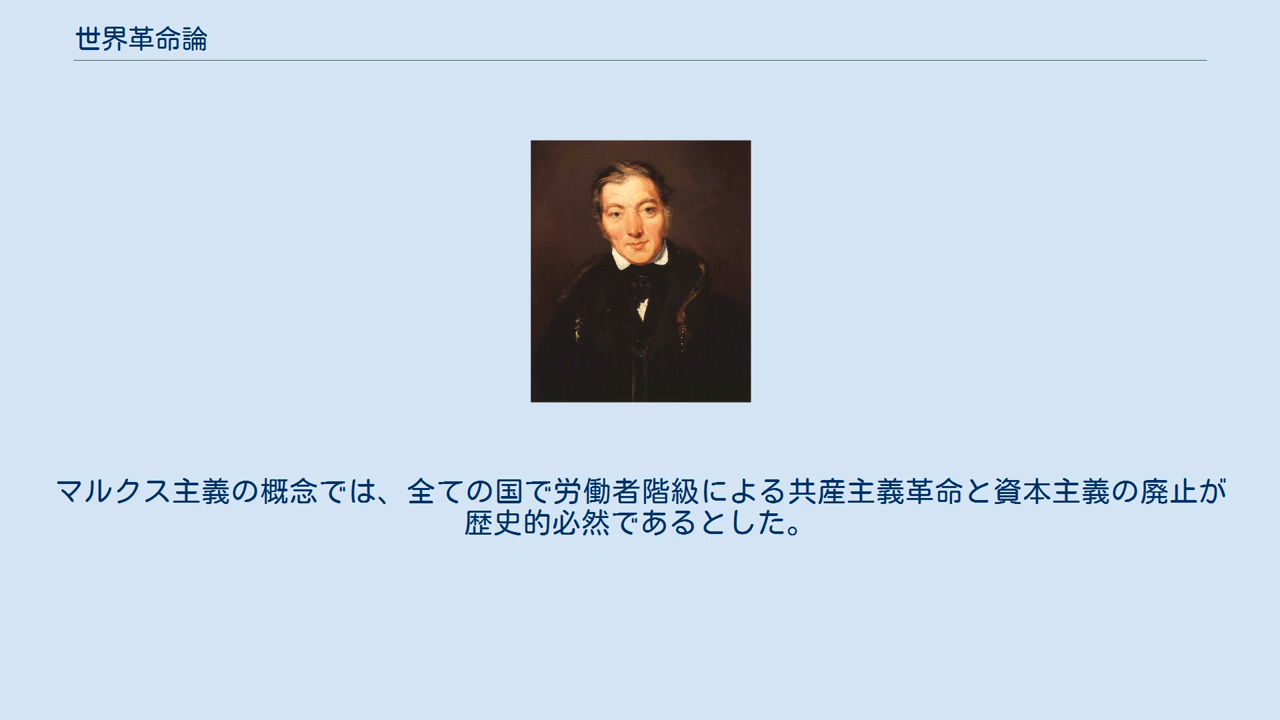 世界革命論
マルクス主義の概念では、全ての国で労働者階級による共産主義革命と資本主義の廃止が
歴史的必然であるとした。